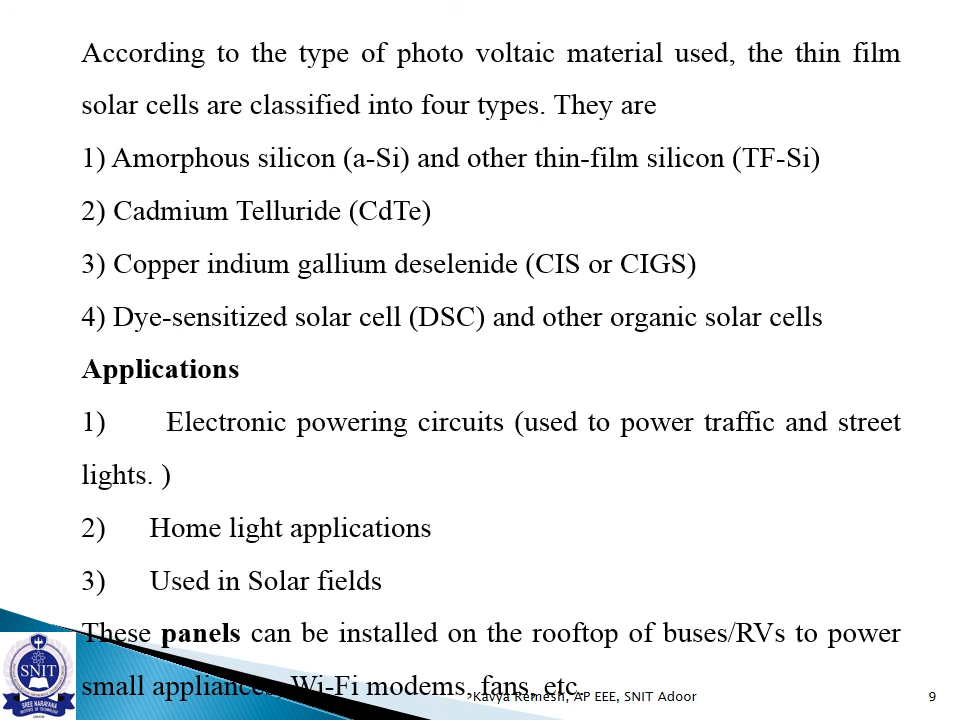 According to the type of photo voltaic material used, the thin film
solar cells are classified into four types. They are
1) Amorphous silicon (a-Si) and other thin-film silicon (TF-Si)
2) Cadmium Telluride (CdTe)
3) Copper indium gallium deselenide (CIS or CIGS)
4) Dye-sensitized solar cell (DSC) and other organic solar cells
Applications
1) Electronic powering circuits (used to power traffic and street
lights. )
2) Home light applications
3) Used in Solar fields
These panels can be installed on the rooftop of buses/RVs to power
small appliances, Wi-Fi modems, fans, etc.
Kavya Remesh, AP EEE, SNIT Adoor
9
SNIT
SREE NARAYANA
INSTITUTE OF TECHNOLOGY